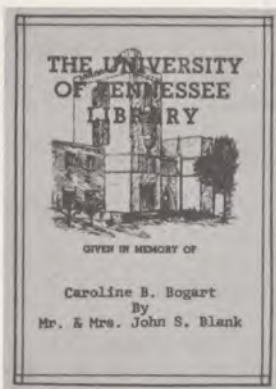 THE UNIVERSITY
OF TENNESSEE
LIBRARY
GIVEN IN MEMORY OF
Caroline B. Bogart
By
Mr. & Mrs. John S. Blank